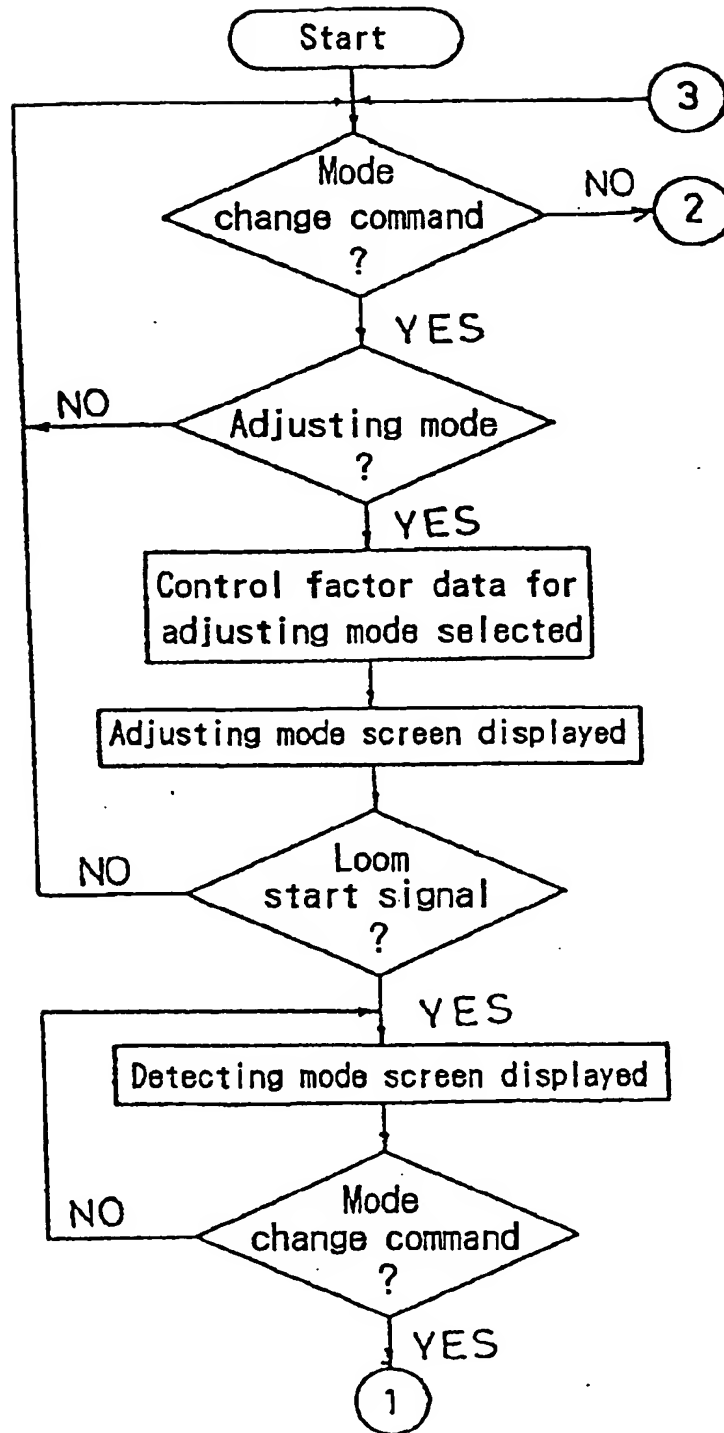 Start
3
Mode
change command
?
NO
2
YES
NO
Adjusting mode
?
YES
Control factor data for
adjusting mode selected
Adjusting mode screen displayed
Loom
start signal
?
NO
YES
Detecting mode screen displayed
Mode
change command
?
NO
YES
1